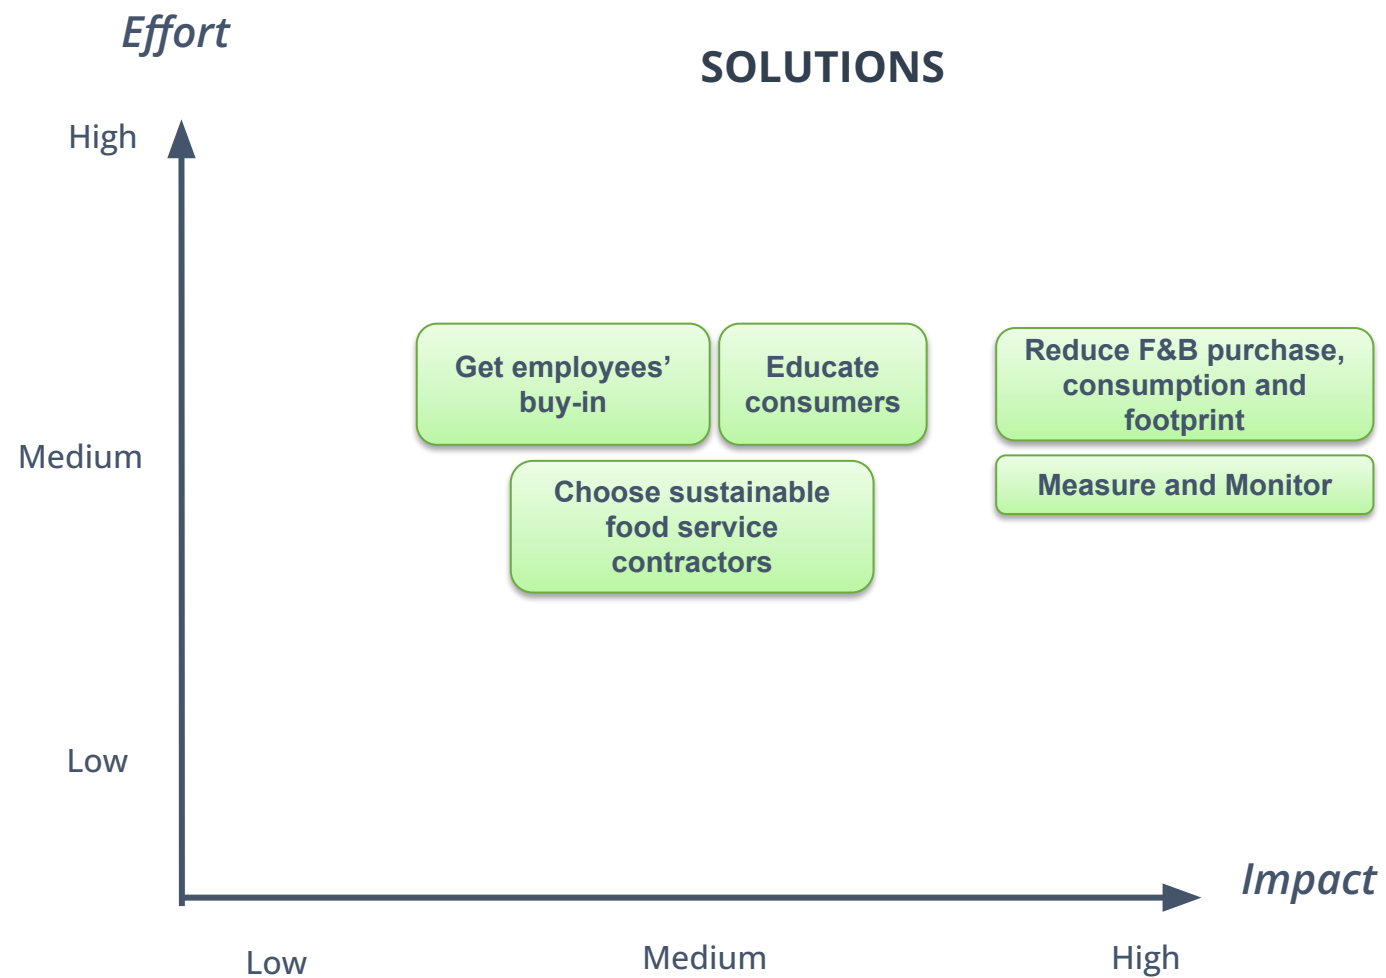 Effort
SOLUTIONS
High
Get employees’
buy-in
Educate
consumers
Reduce F&B purchase,
consumption and
footprint
Medium
Measure and Monitor
Choose sustainable
food service
contractors
Low
Impact
Low
Medium
High